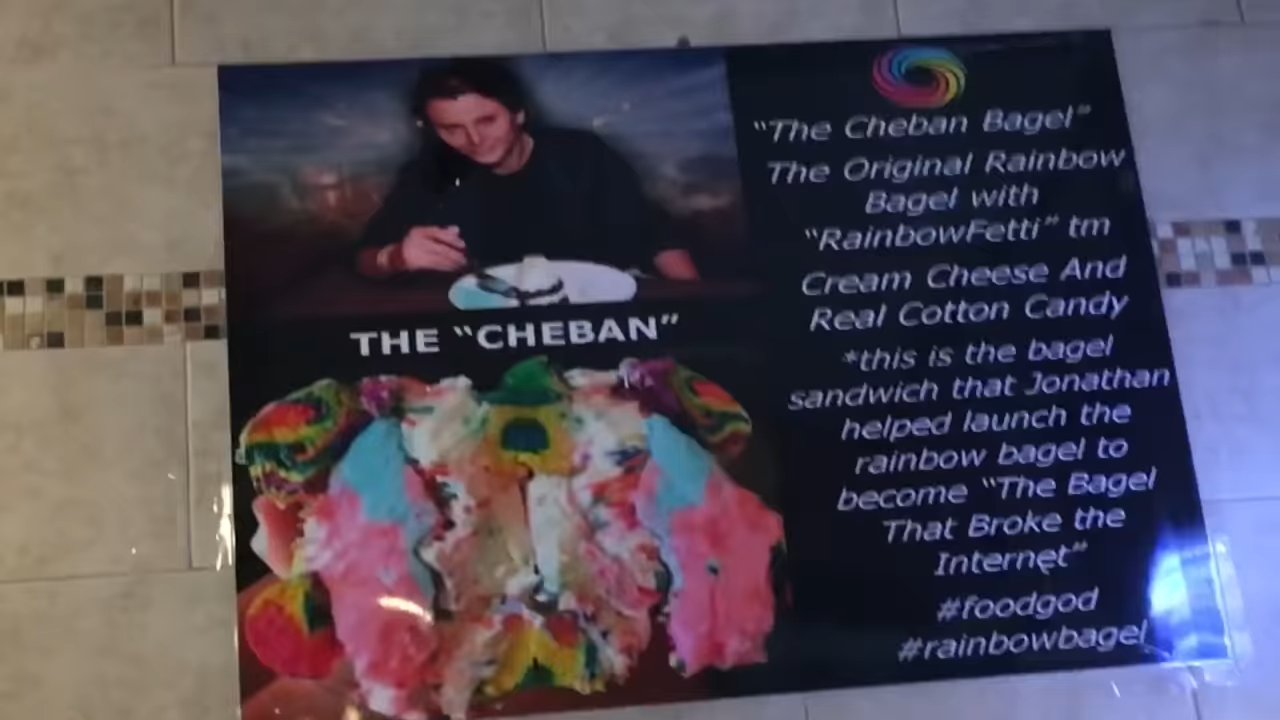 THE “CHEBAN”
“The Cheban Bagel”
The Original Rainbow
Bagel with
“RainbowFetti” tm
Cream Cheese And
Real Cotton Candy
*this is the bagel
sandwich that Jonathan
helped launch the
rainbow bagel to
become “The Bagel
That Broke the
Internet”
#foodgod
#rainbowbagel